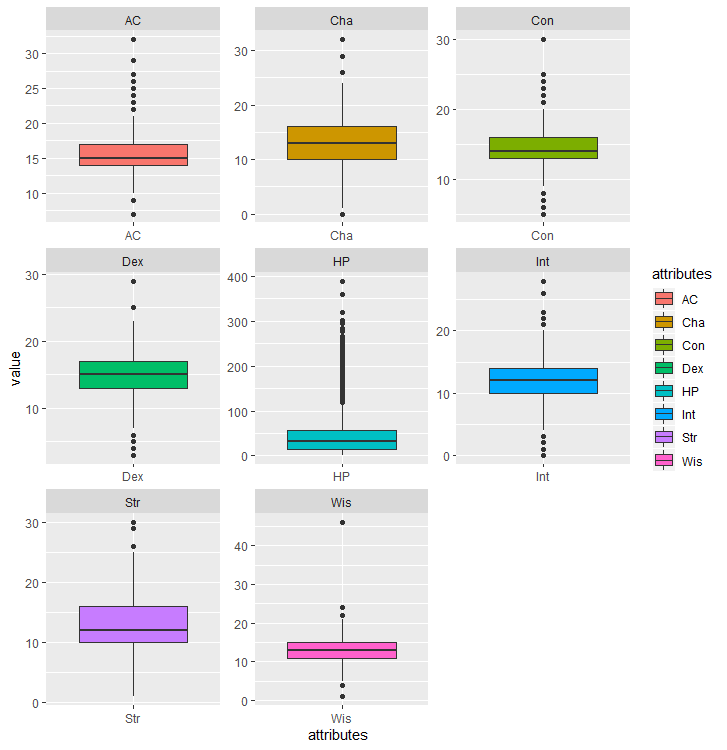 AC Cha Con
30
25
20
15
10
30
20
10
0
30
20
10
AC Cha Con
Dex HP Int
30
20
10
400
300
200
100
0
20
10
0
Dex HP Int
Str Wis
30
20
10
0
40
30
20
10
0
Str Wis
attributes
value
attributes
AC
Cha
Con
Dex
HP
Int
Str
Wis